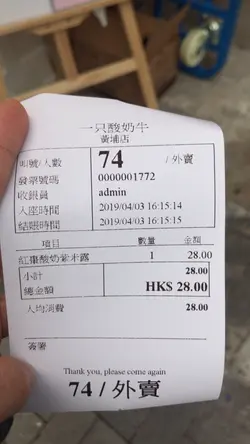 一只酸奶牛
黃埔店
叫號/人數 74 /外賣
發票號碼 0000001772
收銀員 admin
入座時間 2019/04/03 16:15:14
結賬時間 2019/04/03 16:15:15
項目 數量 金額
紅棗酸奶紫米露 1 28.00
小計 28.00
總金額 HK$ 28.00
人均消費 28.00
簽署
Thank you, please come again
74 / 外賣